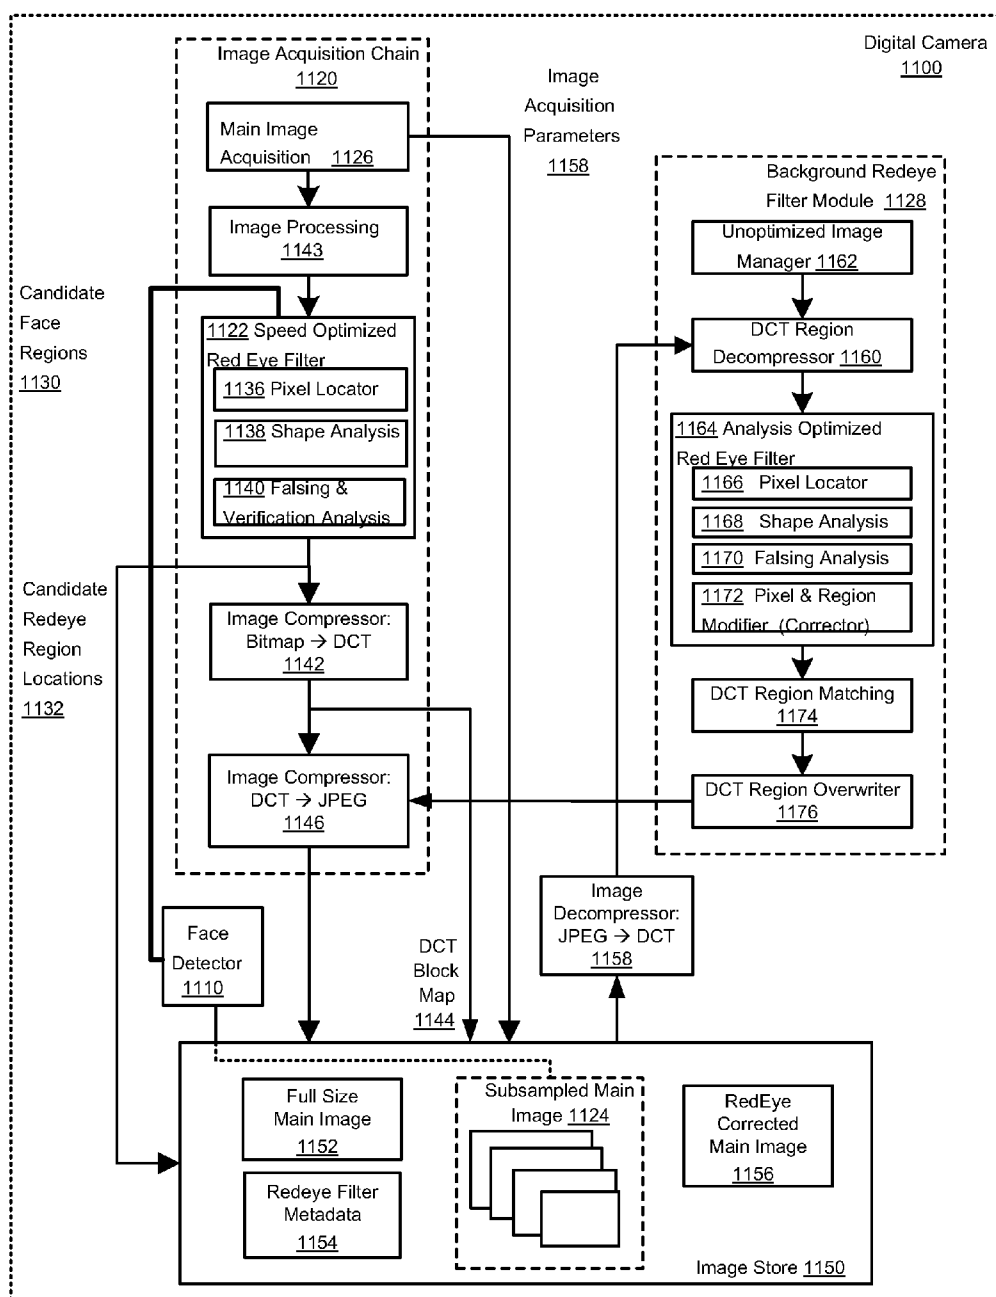 Digital Camera
1100
Image Acquisition Chain
1120
Main Image
Acquisition 1126
Image Processing
1143
1122 Speed Optimized
Red Eye Filter
1136 Pixel Locator
1138 Shape Analysis
1140 Falsing &
Verification Analysis
Image Compressor:
Bitmap → DCT
1142
Image Compressor:
DCT → JPEG
1146
Candidate
Face
Regions
1130
Candidate
Redeye
Region
Locations
1132
Face
Detector
1110
Image
Acquisition
Parameters
1158
DCT
Block
Map
1144
Background Redeye
Filter Module 1128
Unoptimized Image
Manager 1162
DCT Region
Decompressor 1160
1164 Analysis Optimized
Red Eye Filter
1166 Pixel Locator
1168 Shape Analysis
1170 Falsing Analysis
1172 Pixel & Region
Modifier (Corrector)
DCT Region Matching
1174
DCT Region Overwriter
1176
Image
Decompressor:
JPEG → DCT
1158
Full Size
Main Image
1152
Redeye Filter
Metadata
1154
Subsampled Main
Image 1124
RedEye
Corrected
Main Image
1156
Image Store 1150